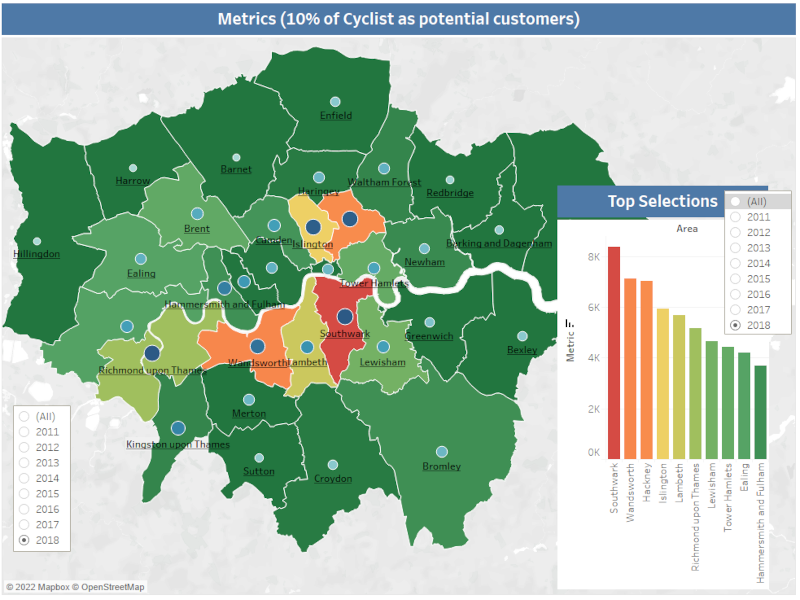 Metrics (10% of Cyclist as potential customers)
Enfield
Barnet
Harrow
Haringey
Waltham Forest
Redbridge
Brent
Camden
Islington
Barking and Dagenham
Hillingdon
Ealing
Newham
Tower Hamlets
Hammersmith and Fulham
Southwark
Greenwich
Bexley
Richmond upon Thames
Wandsworth
Lambeth
Lewisham
Merton
Kingston upon Thames
Sutton
Croydon
Bromley
(All)
2011
2012
2013
2014
2015
2016
2017
2018
© 2022 Mapbox © OpenStreetMap
Top Selections
Area
(All)
2011
2012
2013
2014
2015
2016
2017
2018
Metric
8K
6K
4K
2K
0K
Southwark
Wandsworth
Hackney
Islington
Lambeth
Richmond upon Thames
Lewisham
Tower Hamlets
Ealing
Hammersmith and Fulham